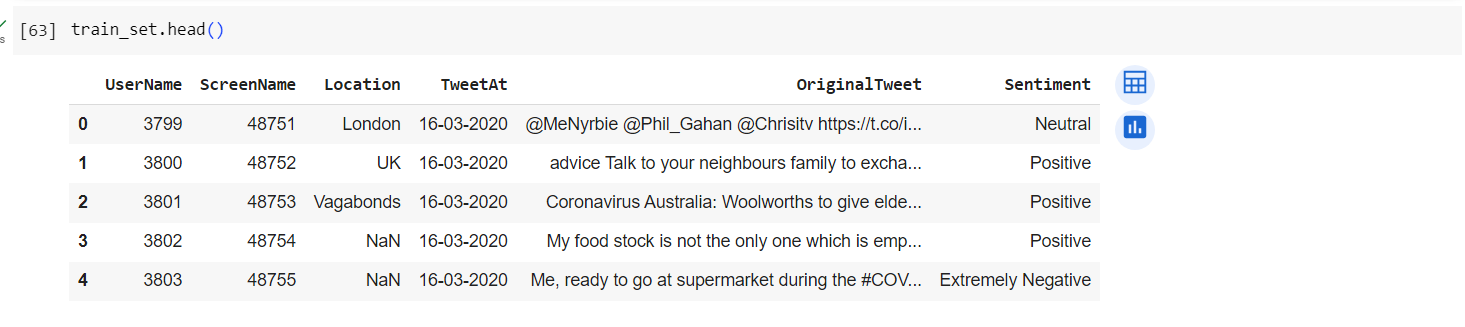 [63] train_set.head()
s
UserName ScreenName Location TweetAt OriginalTweet Sentiment
0 3799 48751 London 16-03-2020 @MeNyrbie @Phil_Gahan @Chrisitv https://t.co/i... Neutral
1 3800 48752 UK 16-03-2020 advice Talk to your neighbours family to excha... Positive
2 3801 48753 Vagabonds 16-03-2020 Coronavirus Australia: Woolworths to give elde... Positive
3 3802 48754 NaN 16-03-2020 My food stock is not the only one which is emp... Positive
4 3803 48755 NaN 16-03-2020 Me, ready to go at supermarket during the #COV... Extremely Negative